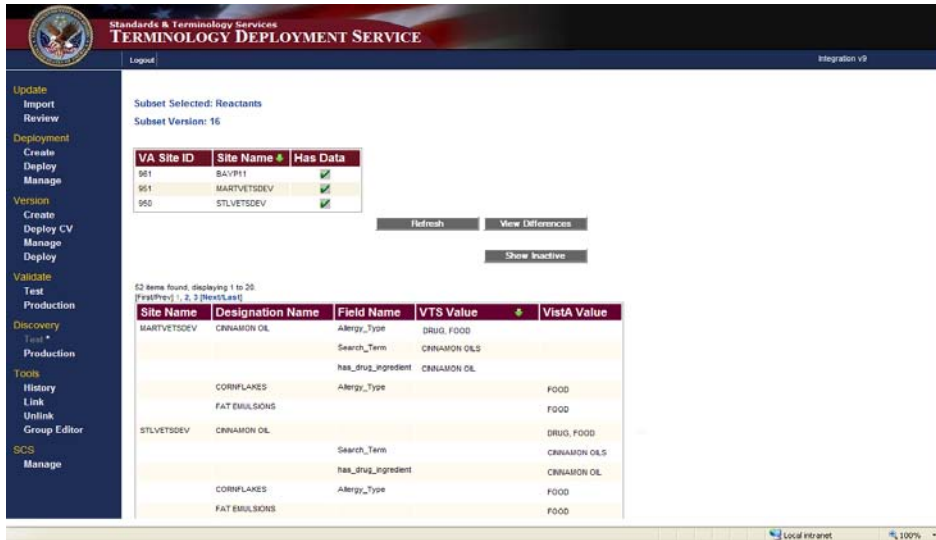 Standards & Terminology Services
TERMINOLOGY DEPLOYMENT SERVICE
Logout
Integration v9
Update
Import
Review
Deployment
Create
Deploy
Manage
Version
Create
Deploy CV
Manage
Deploy
Validate
Test
Production
Discovery
Test *
Production
Tools
History
Link
Unlink
Group Editor
SCS
Manage
Subset Selected: Reactants
Subset Version: 16
VA Site ID Site Name Has Data
961 BAYP11
951 MARTVETSDEV
950 STLVETSDEV
Refresh View Differences
Show Inactive
52 items found, displaying 1 to 20.
[First/Prev] 1, 2, 3 [Next/Last]
Site Name Designation Name Field Name VTS Value VistA Value
MARTVETSDEV CINNAMON OIL Allergy_Type DRUG, FOOD
Search_Term CINNAMON OILS
has_drug_ingredient CINNAMON OIL
CORNFLAKES Allergy_Type FOOD
FAT EMULSIONS FOOD
STLVETSDEV CINNAMON OIL DRUG, FOOD
Search_Term CINNAMON OILS
has_drug_ingredient CINNAMON OIL
CORNFLAKES Allergy_Type FOOD
FAT EMULSIONS FOOD
Local intranet 100%